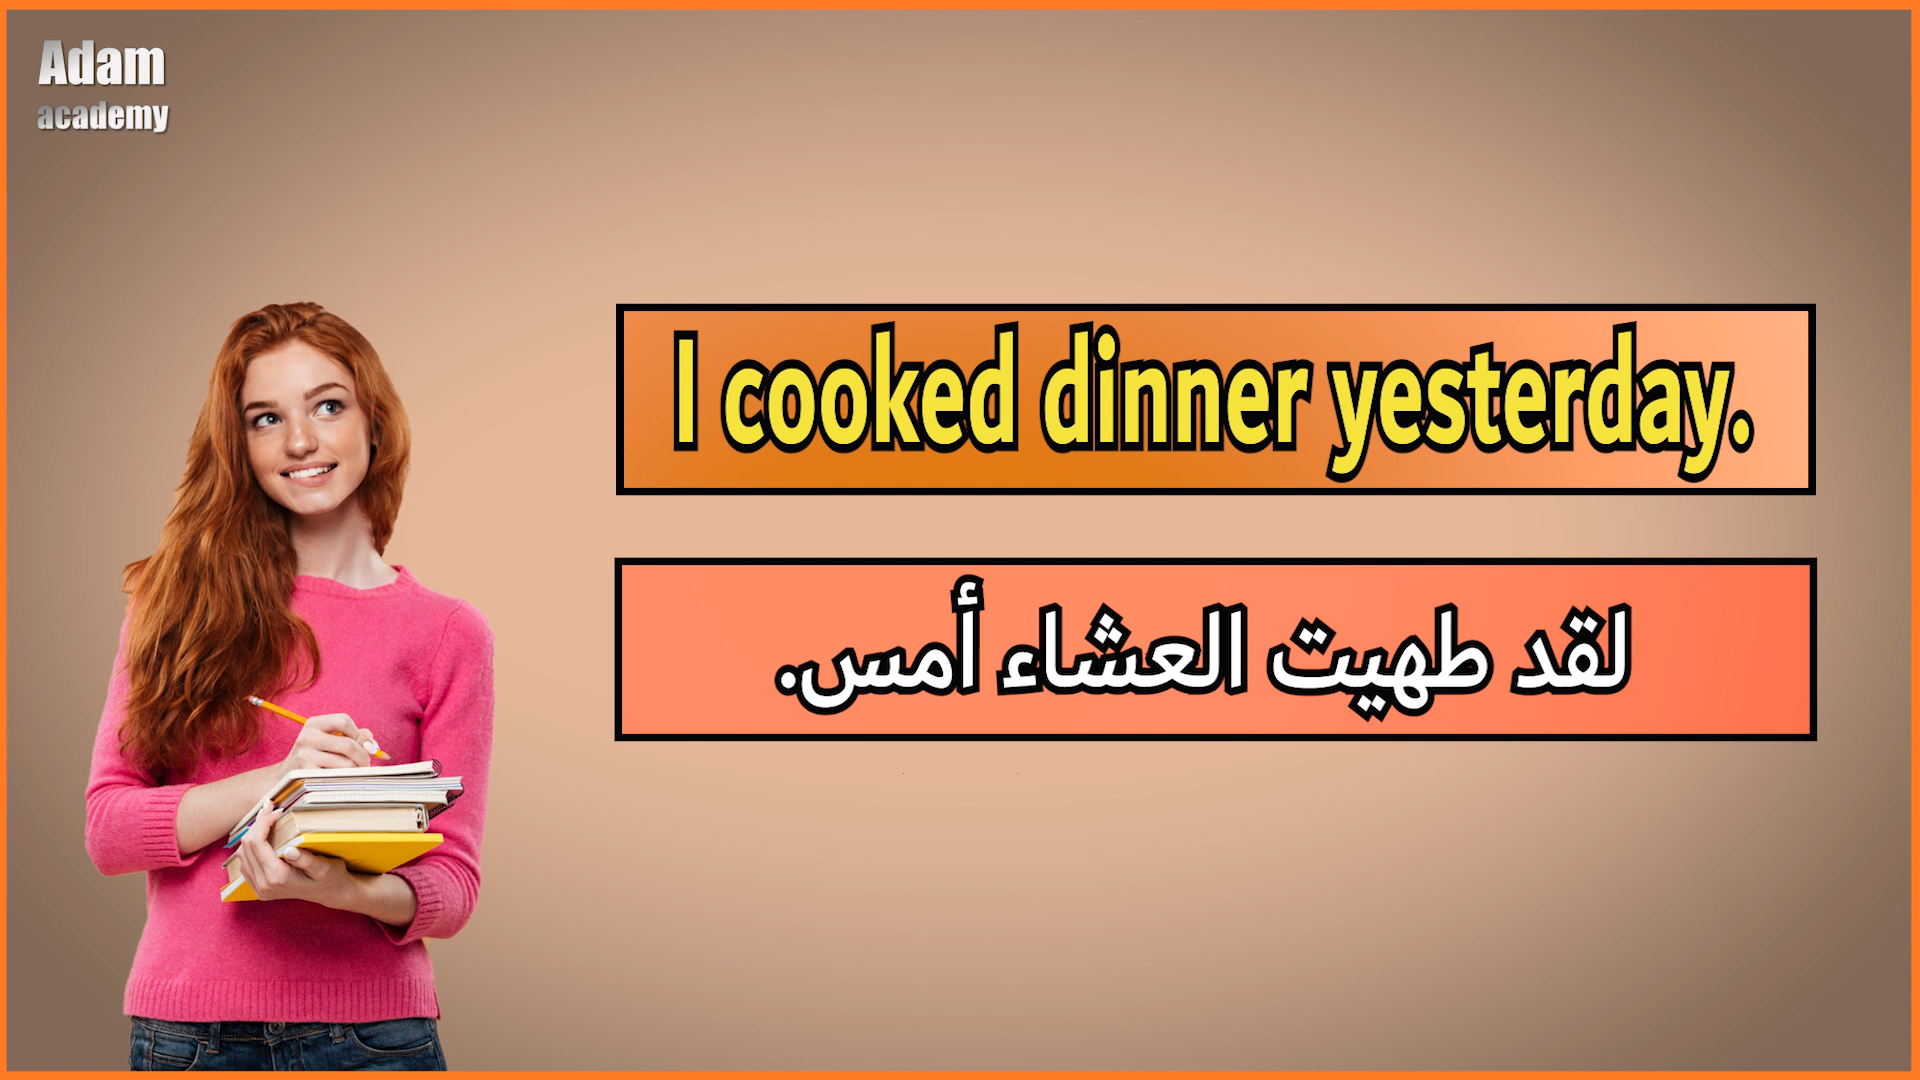 Adam
academy
I cooked dinner yesterday.
لقد طهيت العشاء أمس.